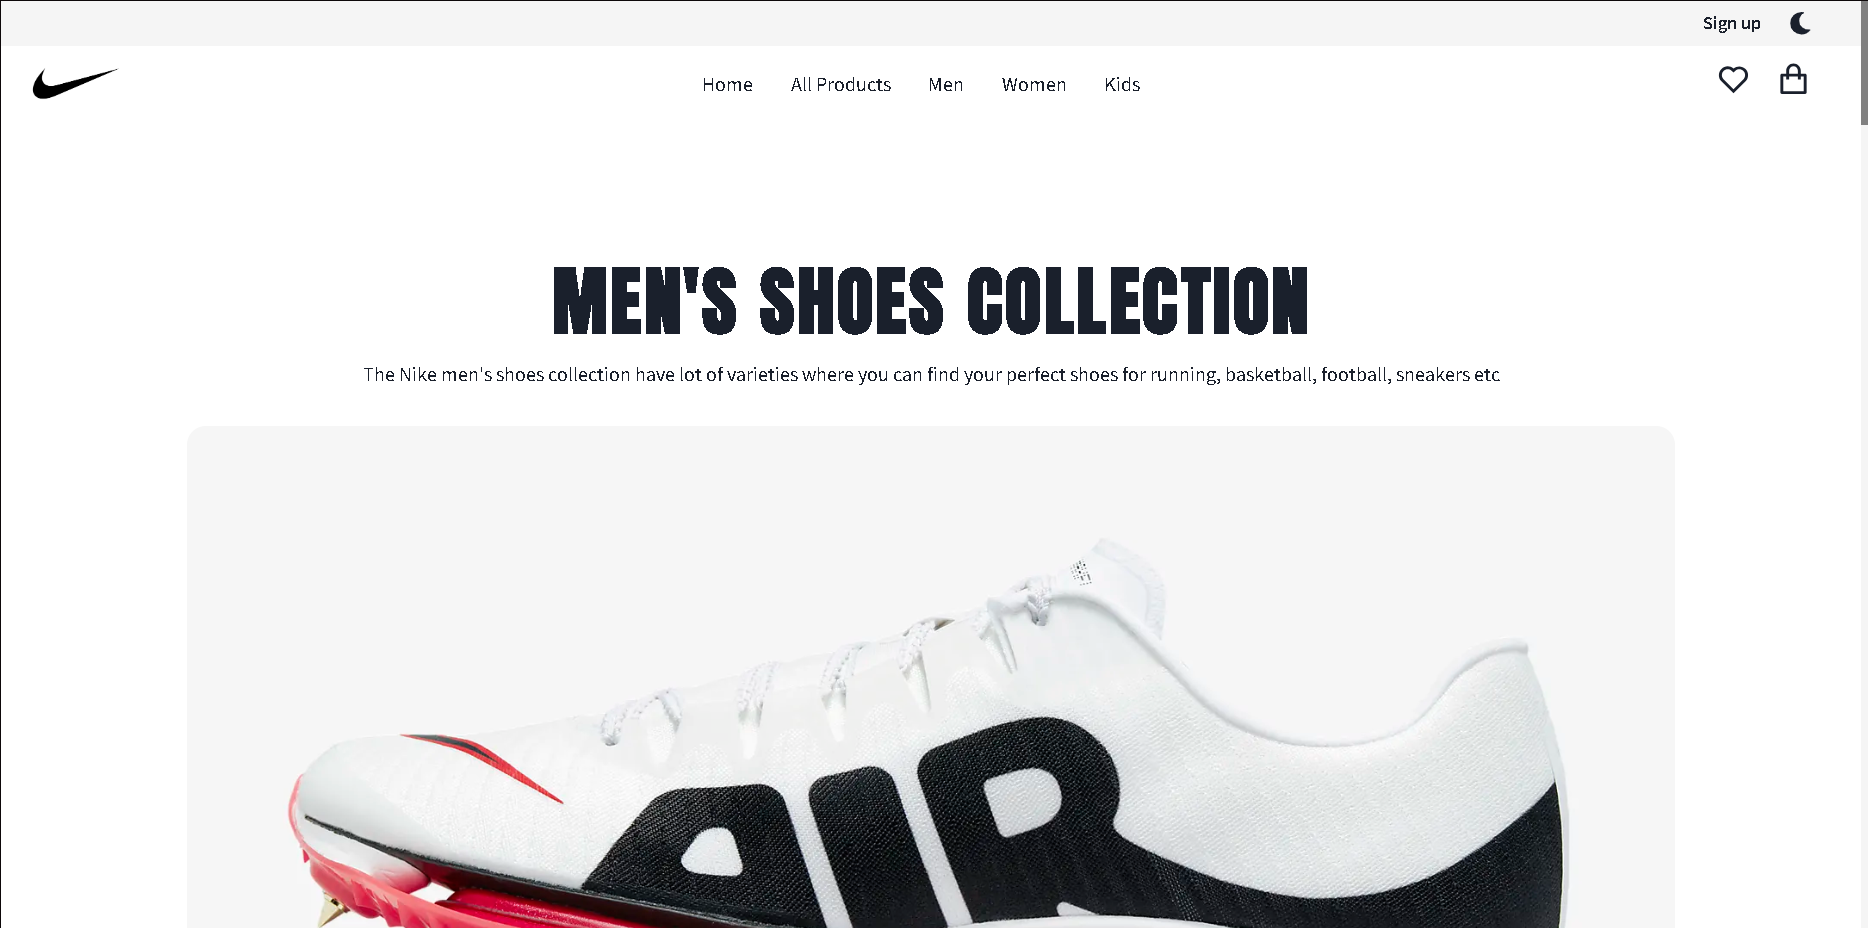 Sign up
Home All Products Men Women Kids
MEN'S SHOES COLLECTION
The Nike men's shoes collection have lot of varieties where you can find your perfect shoes for running, basketball, football, sneakers etc
AIR